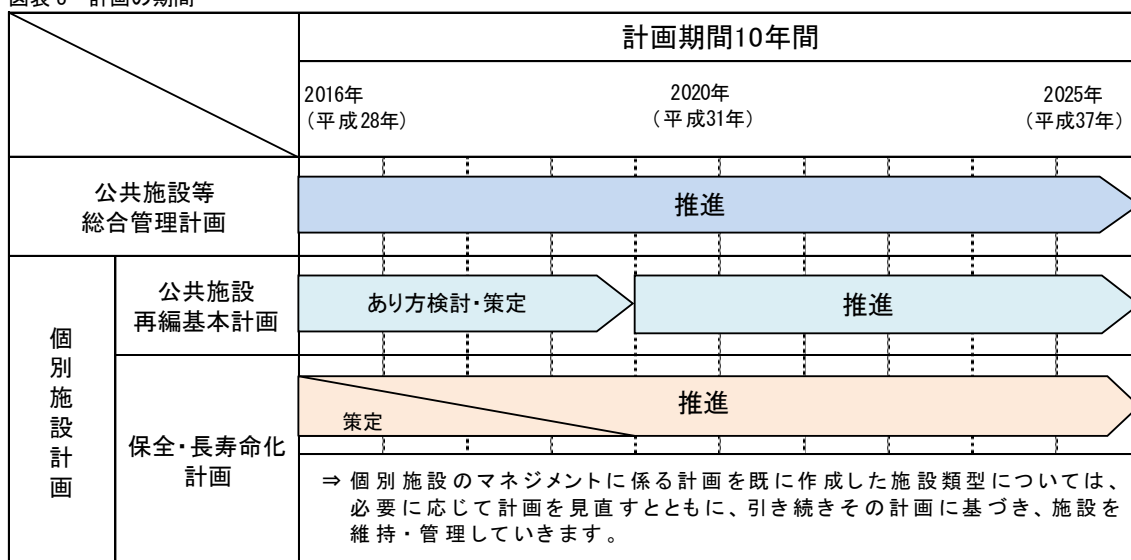 図表 6 計画の期間
計画期間10年間
2016年
（平成28年）
2020年
（平成31年）
2025年
（平成37年）
公共施設等
総合管理計画
推進
個別施設計画
公共施設
再編基本計画
あり方検討・策定
推進
保全・長寿命化
計画
策定
推進
⇒ 個別施設のマネジメントに係る計画を既に作成した施設類型については、
必要に応じて計画を見直すとともに、引き続きその計画に基づき、施設を
維持・管理していきます。